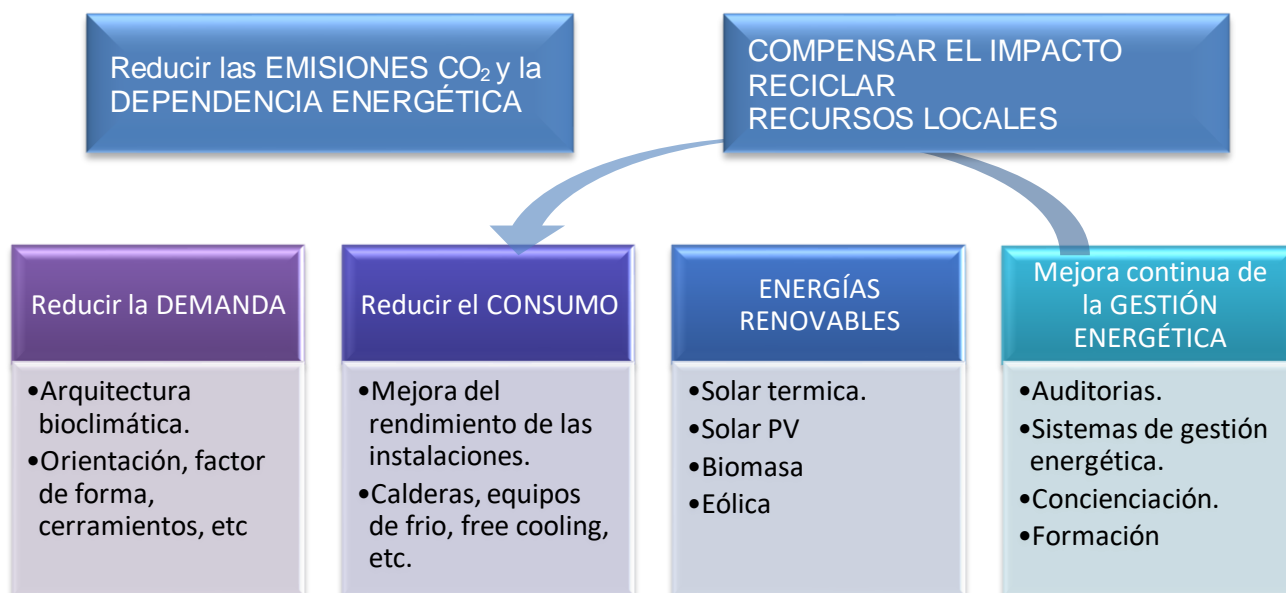 Reducir las EMISIONES CO₂ y la
DEPENDENCIA ENERGÉTICA
COMPENSAR EL IMPACTO
RECICLAR
RECURSOS LOCALES
Reducir la DEMANDA
•Arquitectura
bioclimática.
•Orientación, factor
de forma,
cerramientos, etc
Reducir el CONSUMO
•Mejora del
rendimiento de las
instalaciones.
•Calderas, equipos
de frio, free cooling,
etc.
ENERGÍAS
RENOVABLES
•Solar termica.
•Solar PV
•Biomasa
•Eólica
Mejora continua de
la GESTIÓN
ENERGÉTICA
•Auditorias.
•Sistemas de gestión
energética.
•Concienciación.
•Formación